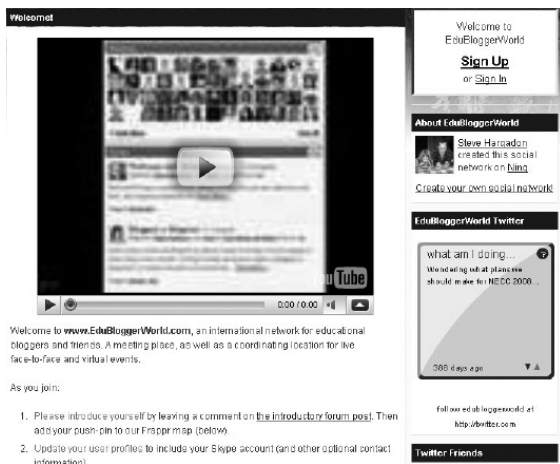 Welcome!
YouTube
0:00 / 0:00
Welcome to www.EduBloggerWorld.com, an international network for educational
bloggers and friends. A meeting place, as well as a coordinating location for live
face-to-face and virtual events.
As you join:
1. Please introduce yourself by leaving a comment on the introductory forum post. Then
add your push-pin to our Frappr map (below).
2. Update your user profiles to include your Skype account (and other optional contact
information)
Welcome to
EduBloggerWorld
Sign Up
or Sign In
About EduBloggerWorld
Steve Hargadon
created this social
network on Ning
Create your own social network!
EduBloggerWorld Twitter
what am I doing...
Wondering what plans we
should make for NECC 2008...
388 days ago
follow edubloggerworld at
http://twitter.com
Twitter Friends